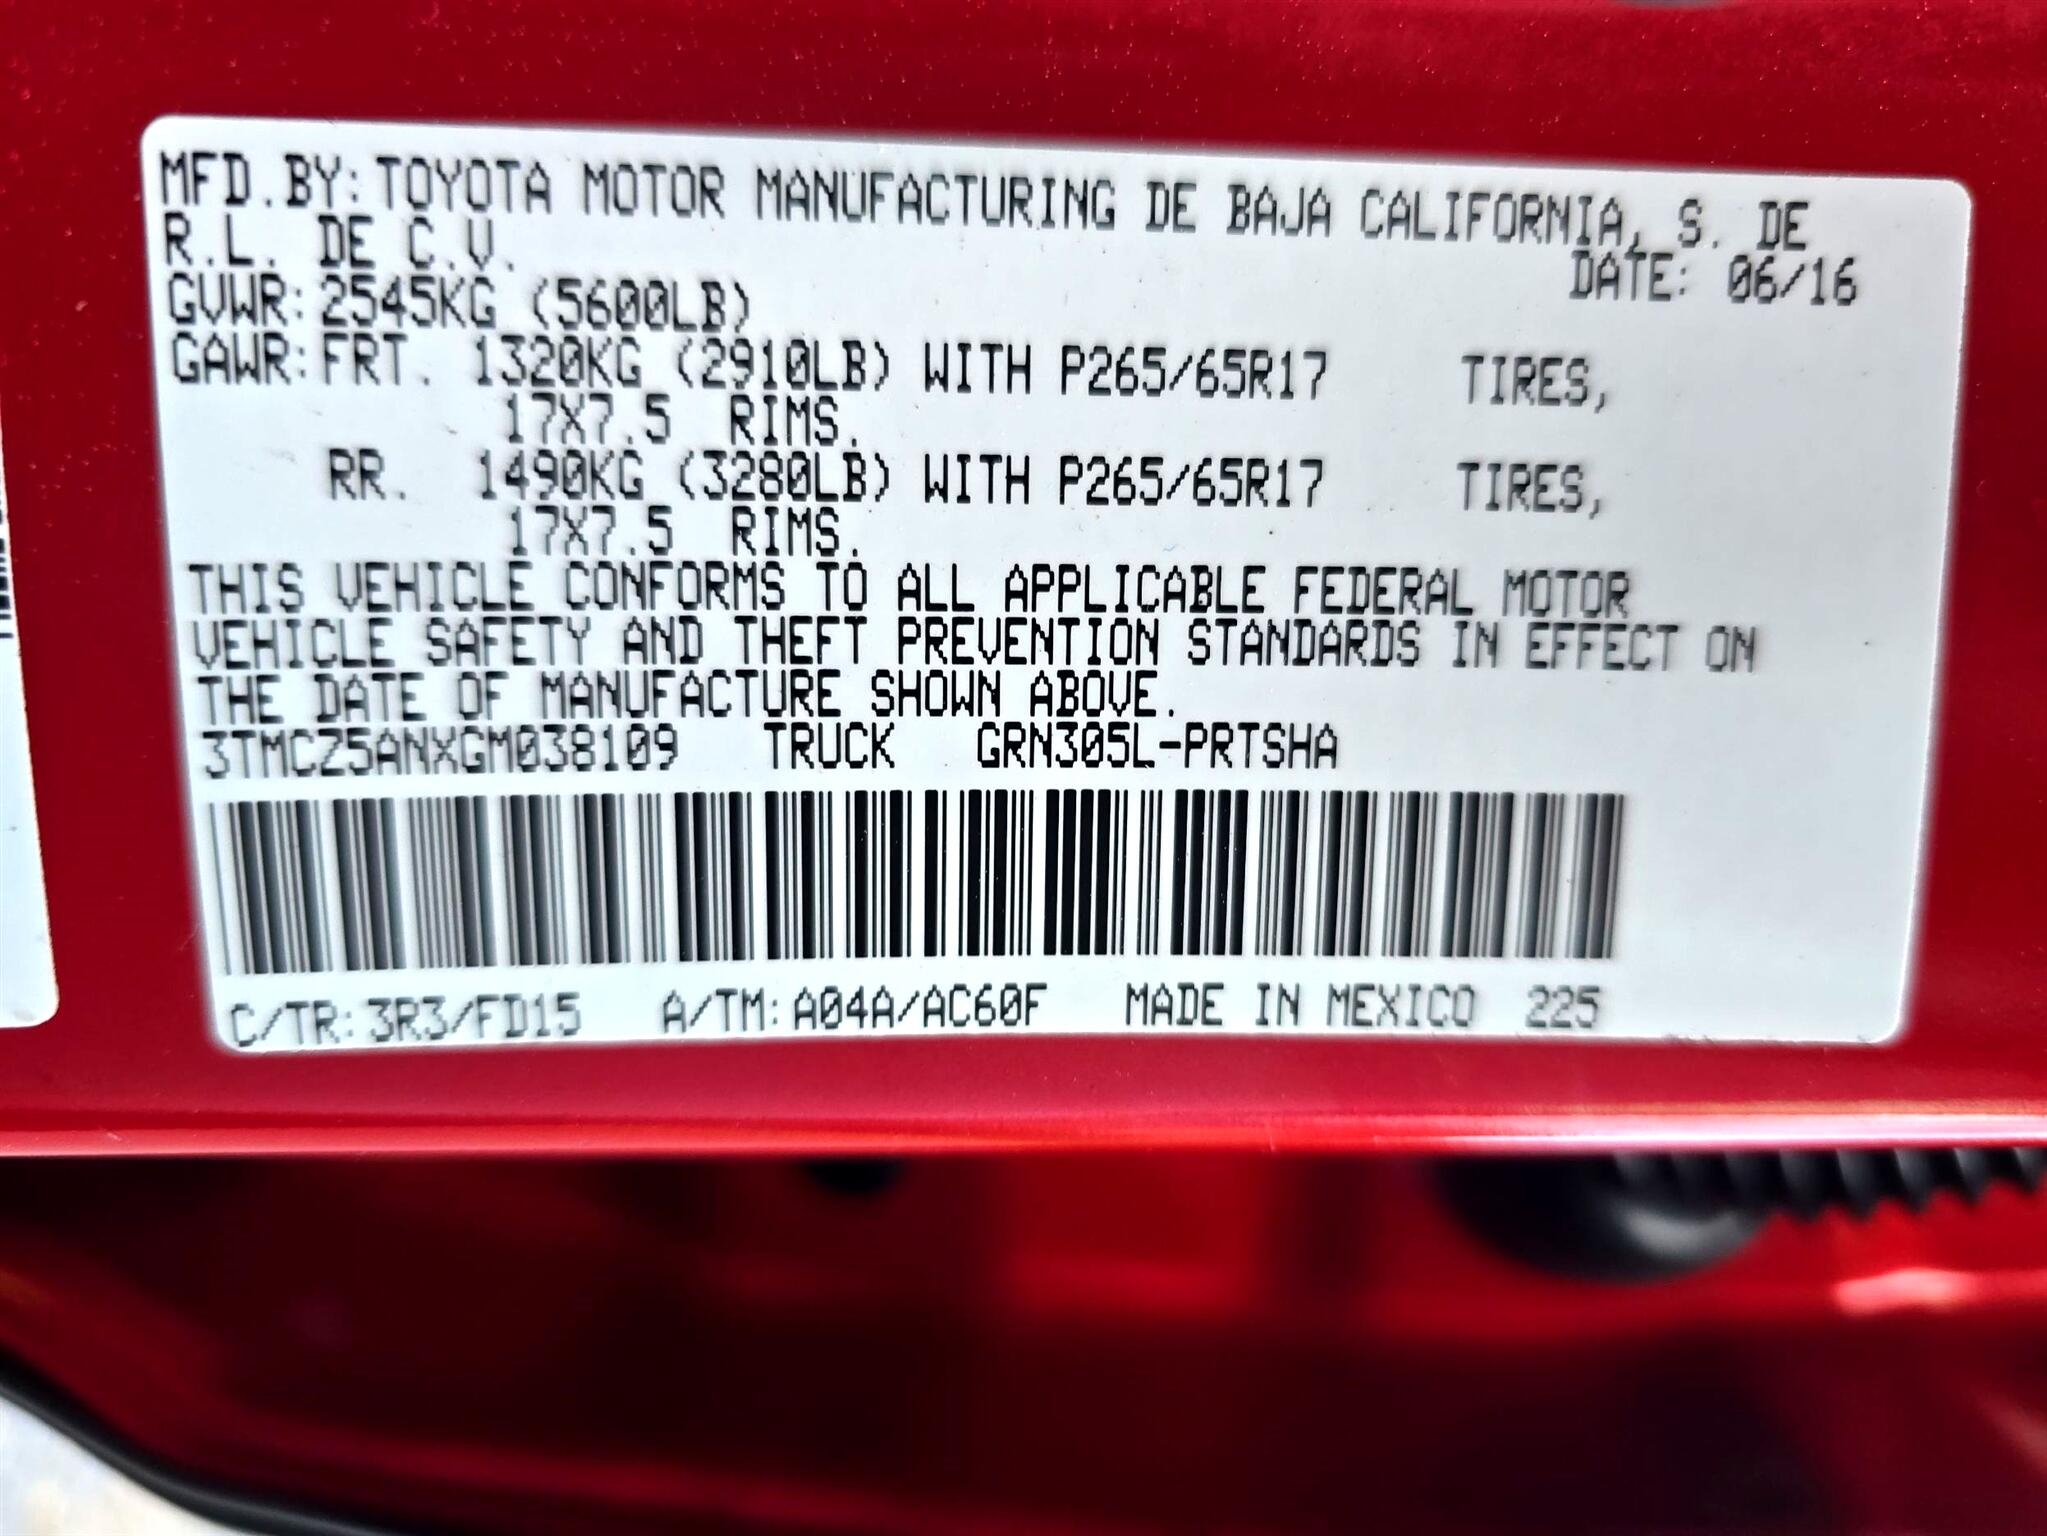 MFD.BY: TOYOTA MOTOR MANUFACTURING DE BAJA CALIFORNIA, S. DE
R.L. DE C.V.
DATE: 06/16
GVWR: 2545KG (5600LB)
GAWR: FRT. 1320KG (2910LB) WITH P265/65R17 TIRES,
17X7.5 RIMS.
RR. 1490KG (3280LB) WITH P265/65R17 TIRES,
17X7.5 RIMS.
THIS VEHICLE CONFORMS TO ALL APPLICABLE FEDERAL MOTOR
VEHICLE SAFETY AND THEFT PREVENTION STANDARDS IN EFFECT ON
THE DATE OF MANUFACTURE SHOWN ABOVE.
3TMCZ5ANXGM038109 TRUCK GRN305L-PRTSHA
C/TR: 3R3/FD15 A/TM: A04A/AC60F MADE IN MEXICO 225